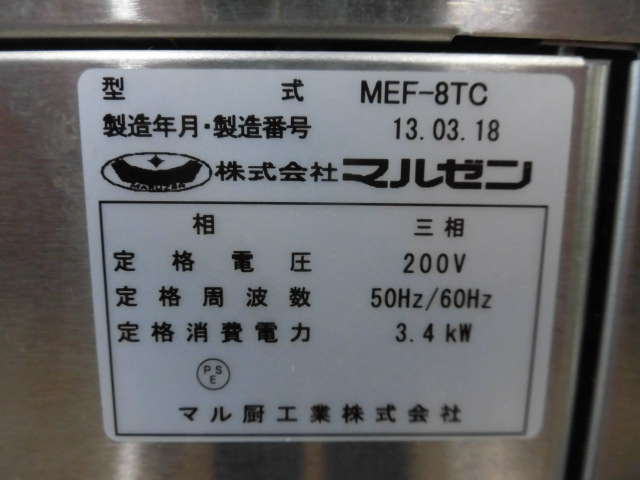 型式 MEF-8TC
製造年月・製造番号 13.03.18
MARUZEN 株式会社マルゼン
相 三相
定格電圧 200V
定格周波数 50Hz/60Hz
定格消費電力 3.4kW
PSE
マル厨工業株式会社